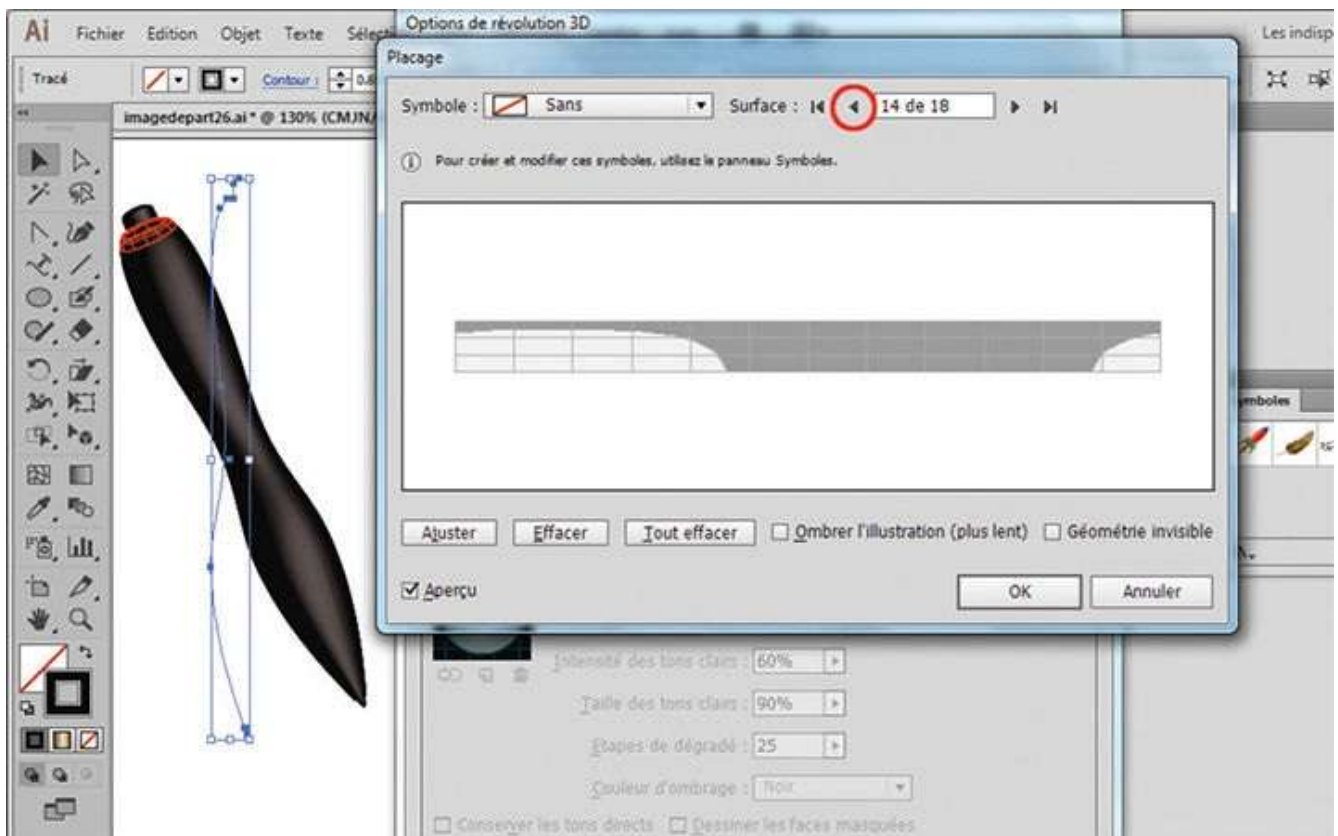 Options de révolution 3D
Ai Fichier Edition Objet Texte Les indisp
Placage
Tracé Contour :
Symbole : Sans Surface : 14 de 18
imagedepart26.ai* @ 130%
Pour créer et modifier ces symboles, utilisez le panneau Symboles.
Ajuster Effacer Tout effacer Ombrer l'illustration (plus lent) Géométrie invisible
Aperçu OK Annuler
Intensité des tons clairs : 60%
Taille des tons clairs : 90%
Etapes de dégradé : 25
Couleur d'ombrage : Noir
Conserver les tons directs Dessiner les faces masquées